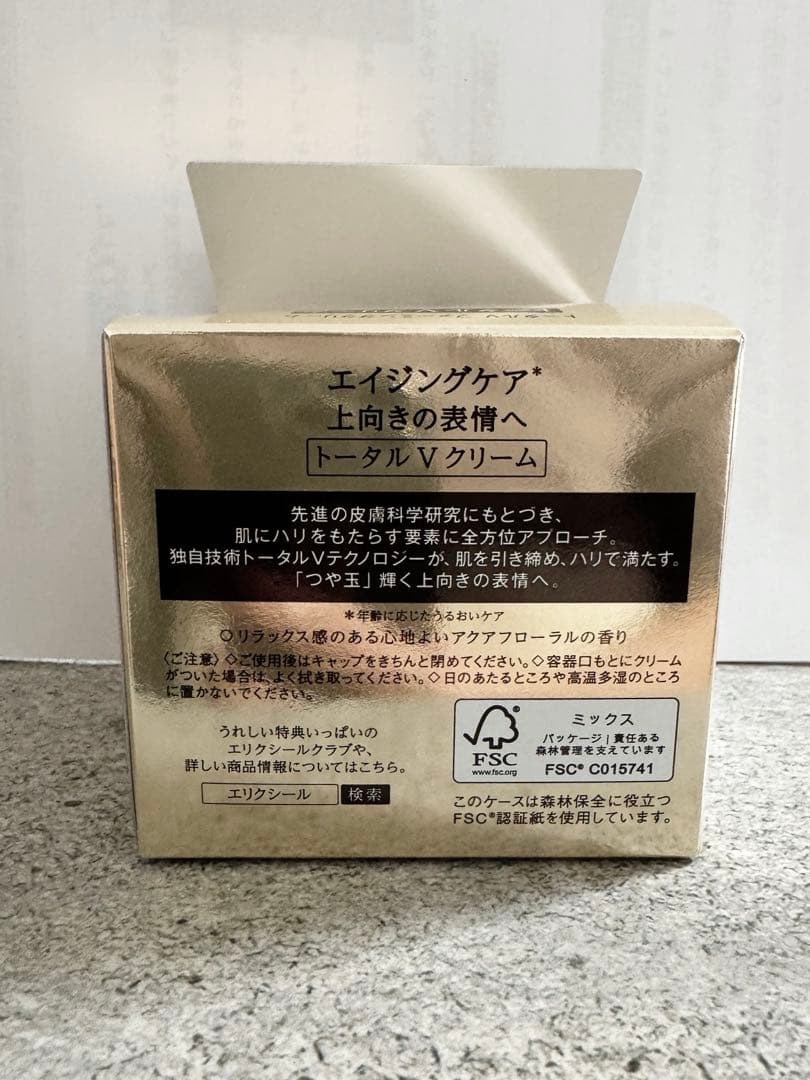 エイジングケア*
上向きの表情へ
トータル V クリーム
先進の皮膚科学研究にもとづき、
肌にハリをもたらす要素に全方位アプローチ。
独自技術トータルVテクノロジーが、肌を引き締め、ハリで満たす。
「つや玉」輝く上向きの表情へ。
*年齢に応じたうるおいケア
○リラックス感のある心地よいアクアフローラルの香り
〈ご注意〉◇ご使用後はキャップをきちんと閉めてください。◇容器口もとにクリーム
がついた場合は、よく拭き取ってください。◇日のあたるところや高温多湿のところ
に置かないでください。
うれしい特典いっぱいの
エリクシールクラブや、
詳しい商品情報についてはこちら。
エリクシール 検索
FSC
www.fsc.org
ミックス
パッケージ|責任ある
森林管理を支えています
FSC® C015741
このケースは森林保全に役立つ
FSC®認証紙を使用しています。